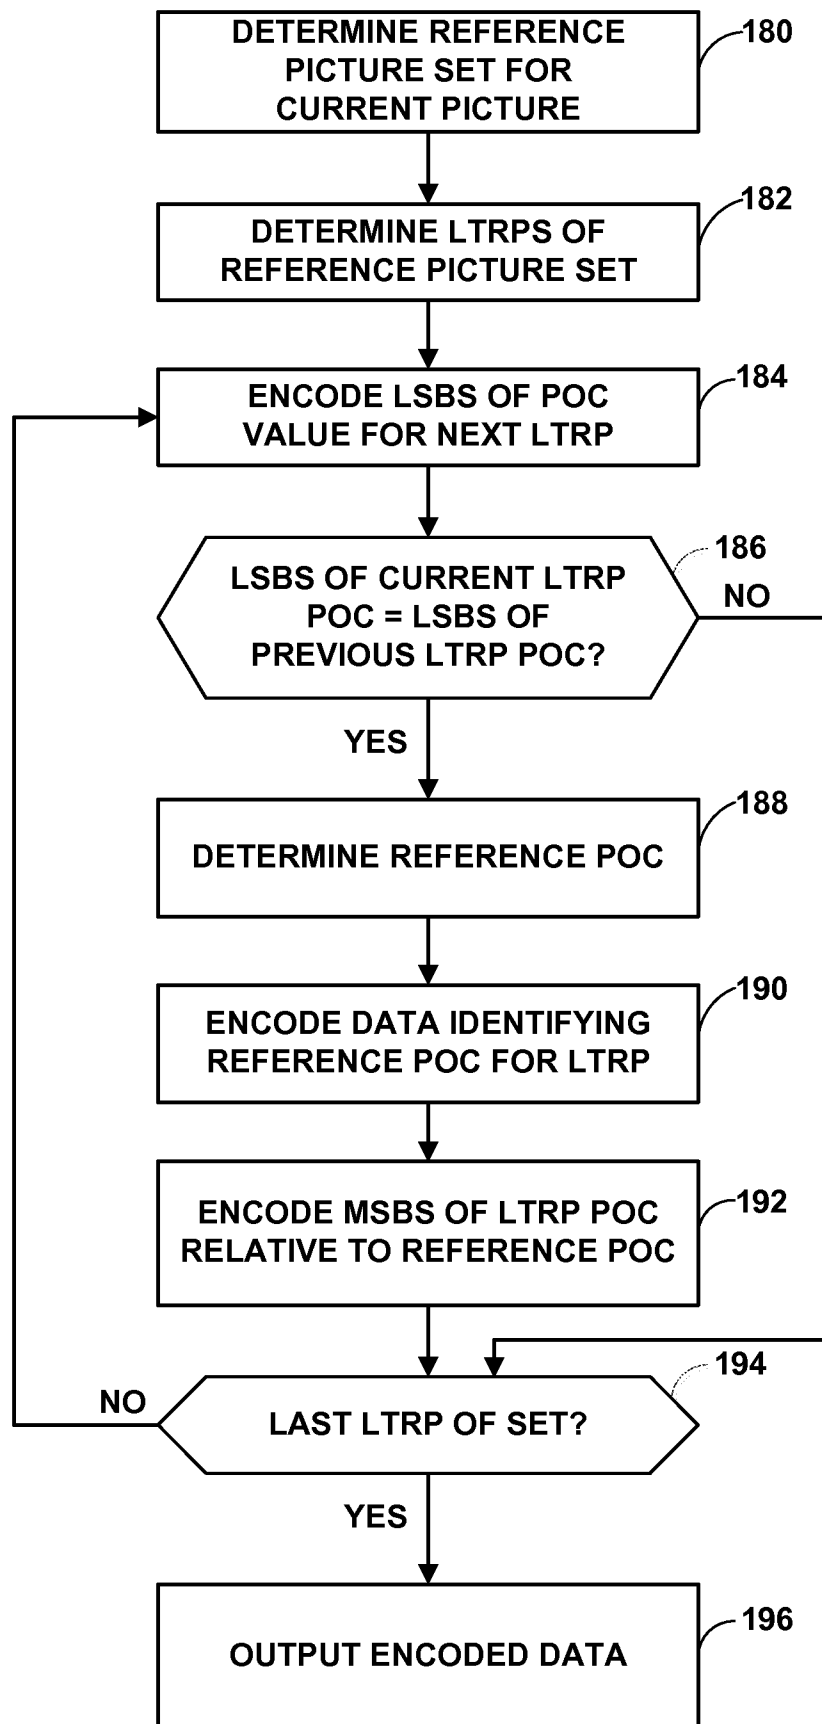 DETERMINE REFERENCE
PICTURE SET FOR
CURRENT PICTURE
180
DETERMINE LTRPS OF
REFERENCE PICTURE SET
182
ENCODE LSBS OF POC
VALUE FOR NEXT LTRP
184
LSBS OF CURRENT LTRP
POC = LSBS OF
PREVIOUS LTRP POC?
186
NO
YES
DETERMINE REFERENCE POC
188
ENCODE DATA IDENTIFYING
REFERENCE POC FOR LTRP
190
ENCODE MSBS OF LTRP POC
RELATIVE TO REFERENCE POC
192
LAST LTRP OF SET?
194
NO
YES
OUTPUT ENCODED DATA
196